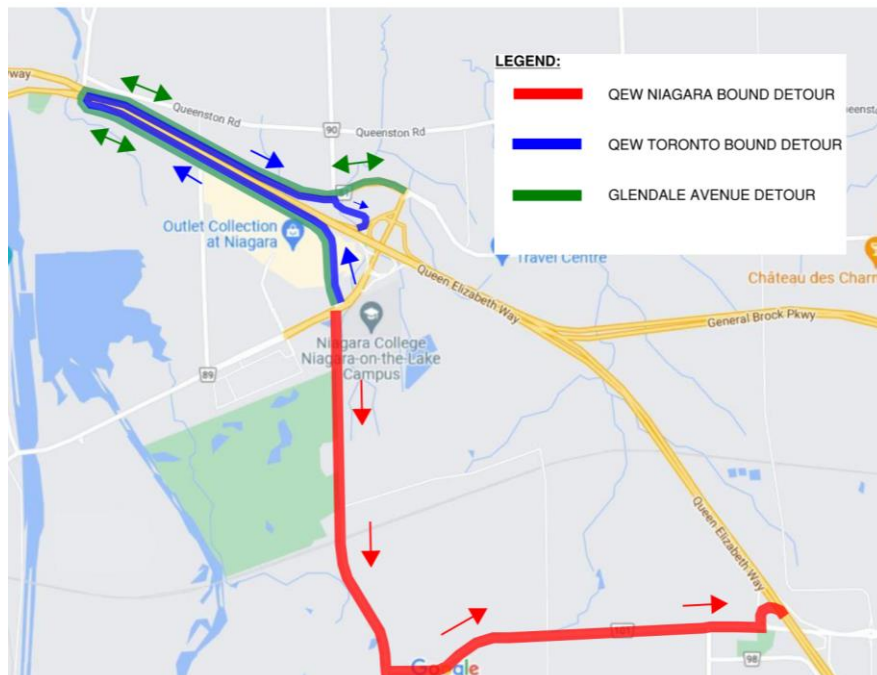 LEGEND:
QEW NIAGARA BOUND DETOUR
QEW TORONTO BOUND DETOUR
GLENDALE AVENUE DETOUR
Queenston Rd
90
Queenston Rd
Outlet Collection
at Niagara
Travel Centre
Château des Charm
Queen Elizabeth Way
General Brock Pkwy
Niagara College
Niagara-on-the-Lake
Campus
89
Queen Elizabeth Way
101
98
Google